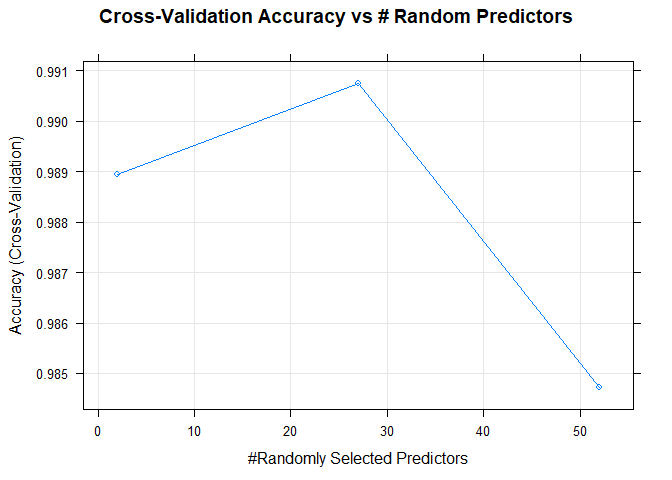 Cross-Validation Accuracy vs # Random Predictors
0.991
0.990
0.989
0.988
0.987
0.986
0.985
Accuracy (Cross-Validation)
0 10 20 30 40 50
#Randomly Selected Predictors